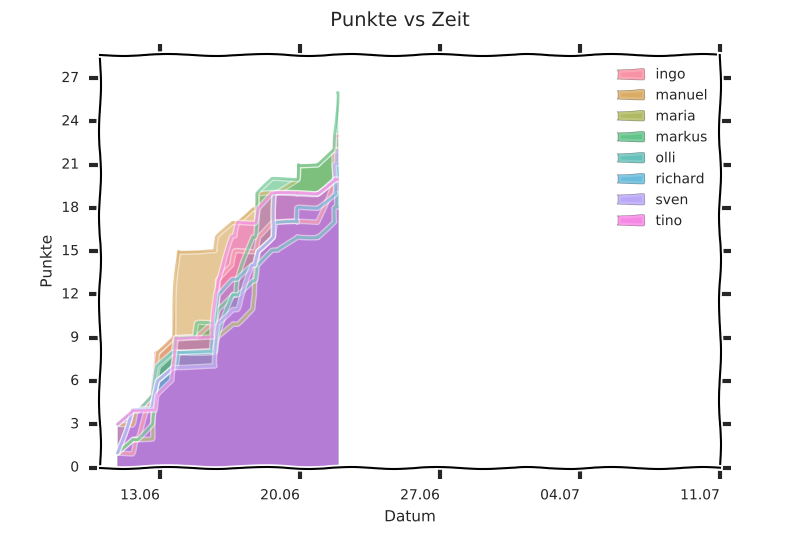 Punkte vs Zeit
27
24
21
18
15
12
9
6
3
0
Punkte
ingo
manuel
maria
markus
olli
richard
sven
tino
13.06 20.06 27.06 04.07 11.07
Datum